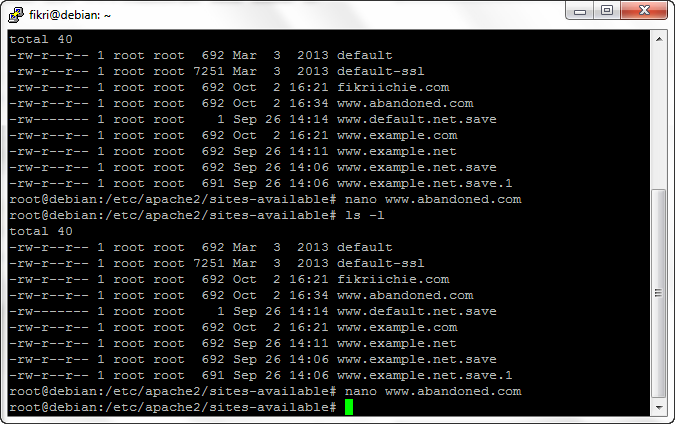 fikri@debian: ~
total 40
-rw-r--r-- 1 root root  692 Mar  3  2013 default
-rw-r--r-- 1 root root 7251 Mar  3  2013 default-ssl
-rw-r--r-- 1 root root  692 Oct  2 16:21 fikriichie.com
-rw-r--r-- 1 root root  692 Oct  2 16:34 www.abandoned.com
-rw------- 1 root root    1 Sep 26 14:14 www.default.net.save
-rw-r--r-- 1 root root  692 Oct  2 16:21 www.example.com
-rw-r--r-- 1 root root  692 Sep 26 14:11 www.example.net
-rw-r--r-- 1 root root  692 Sep 26 14:06 www.example.net.save
-rw-r--r-- 1 root root  691 Sep 26 14:06 www.example.net.save.1
root@debian:/etc/apache2/sites-available# nano www.abandoned.com
root@debian:/etc/apache2/sites-available# ls -l
total 40
-rw-r--r-- 1 root root  692 Mar  3  2013 default
-rw-r--r-- 1 root root 7251 Mar  3  2013 default-ssl
-rw-r--r-- 1 root root  692 Oct  2 16:21 fikriichie.com
-rw-r--r-- 1 root root  692 Oct  2 16:34 www.abandoned.com
-rw------- 1 root root    1 Sep 26 14:14 www.default.net.save
-rw-r--r-- 1 root root  692 Oct  2 16:21 www.example.com
-rw-r--r-- 1 root root  692 Sep 26 14:11 www.example.net
-rw-r--r-- 1 root root  692 Sep 26 14:06 www.example.net.save
-rw-r--r-- 1 root root  691 Sep 26 14:06 www.example.net.save.1
root@debian:/etc/apache2/sites-available# nano www.abandoned.com
root@debian:/etc/apache2/sites-available#